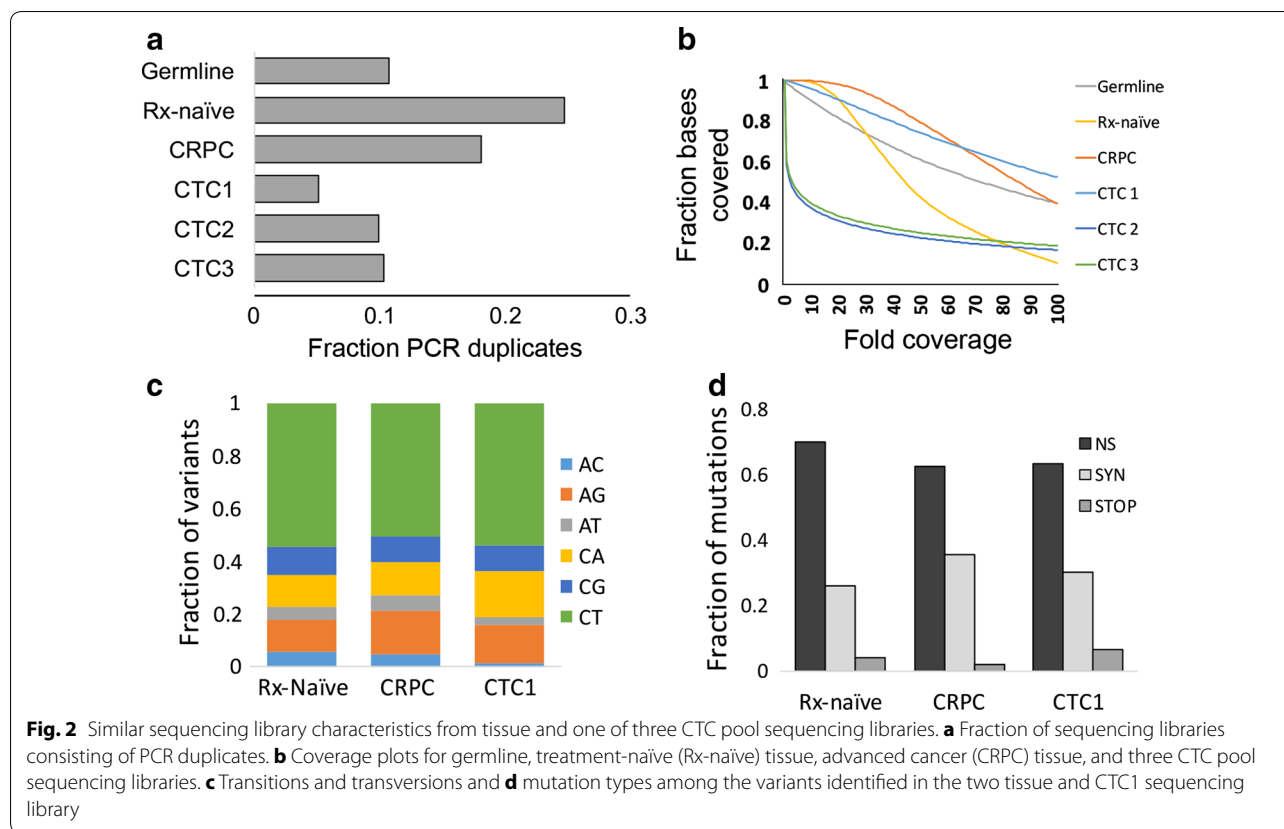 a
Germline
Rx-naïve
CRPC
CTC1
CTC2
CTC3
0 0.1 0.2 0.3
Fraction PCR duplicates
b
Fraction bases
covered
1
0.8
0.6
0.4
0.2
0
0 10 20 30 40 50 60 70 80 90 100
Fold coverage
Germline
Rx-naïve
CRPC
CTC 1
CTC 2
CTC 3
c
Fraction of variants
1
0.8
0.6
0.4
0.2
0
Rx-Naïve CRPC CTC1
AC
AG
AT
CA
CG
CT
d
Fraction of mutations
0.8
0.6
0.4
0.2
0
Rx-naïve CRPC CTC1
NS
SYN
STOP
Fig. 2 Similar sequencing library characteristics from tissue and one of three CTC pool sequencing libraries. a Fraction of sequencing libraries
consisting of PCR duplicates. b Coverage plots for germline, treatment-naïve (Rx-naïve) tissue, advanced cancer (CRPC) tissue, and three CTC pool
sequencing libraries. c Transitions and transversions and d mutation types among the variants identified in the two tissue and CTC1 sequencing
library